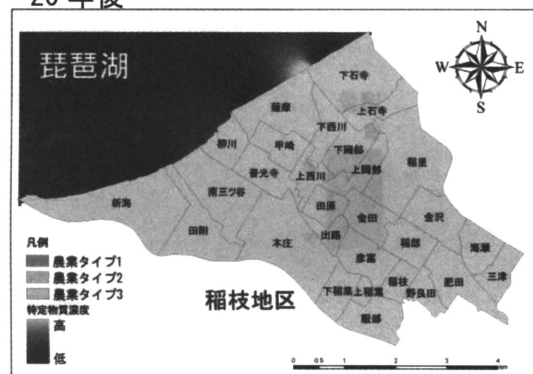 20年後
琵琶湖
N
W E
S
下石寺
上石寺
薩摩
下西川
柳川
甲崎
下岡部
普光寺
上西川
上岡部
稲里
新海
南三ツ谷
田原
金田
金沢
田附
本庄
出路
稲部
海瀬
彦富
三津
凡例
農業タイプ1
農業タイプ2
農業タイプ3
特定物質濃度
高
低
稲枝地区
下稲葉
上稲葉
稲枝
野良田
肥田
服部
0 0.5 1 2 3 4
km